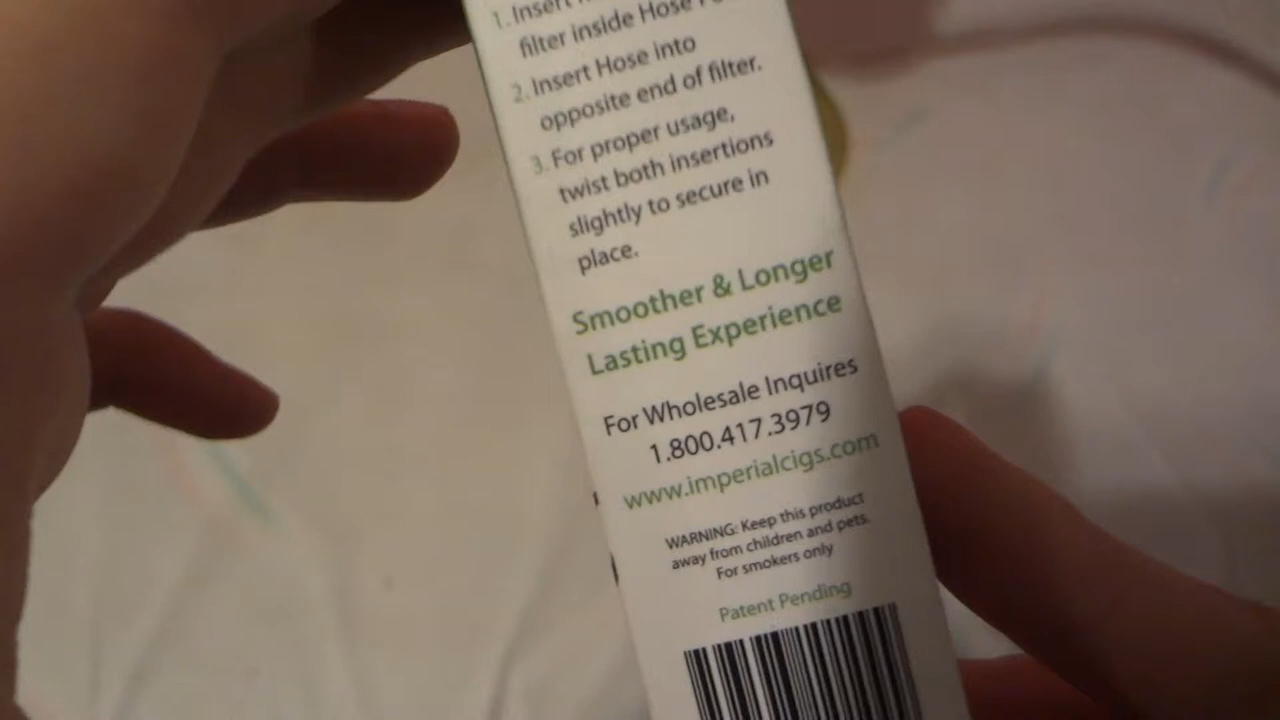 1. Insert
filter inside Hose
2. Insert Hose into
opposite end of filter.
3. For proper usage,
twist both insertions
slightly to secure in
place.
Smoother & Longer
Lasting Experience
For Wholesale Inquires
1.800.417.3979
www.imperialcigs.com
WARNING: Keep this product
away from children and pets.
For smokers only
Patent Pending